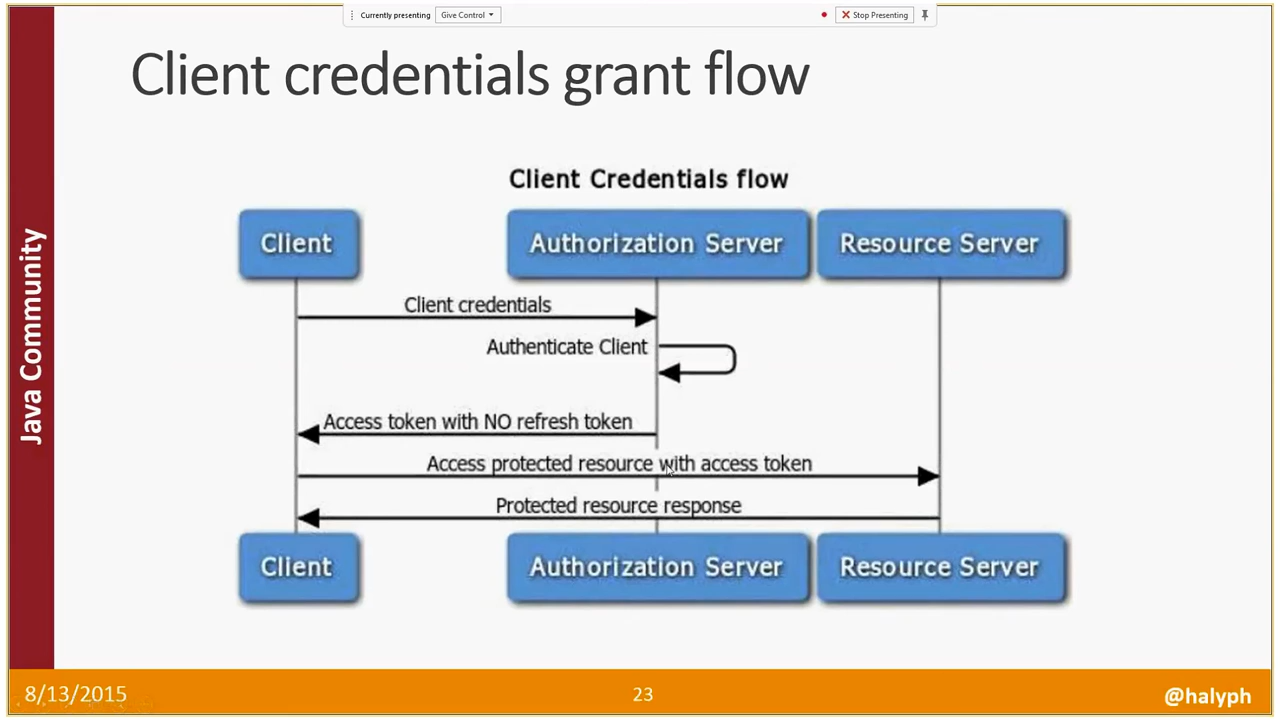 Currently presenting
Give Control
Stop Presenting
Client credentials grant flow
Java Community
Client Credentials flow
Client
Authorization Server
Resource Server
Client credentials
Authenticate Client
Access token with NO refresh token
Access protected resource with access token
Protected resource response
Client
Authorization Server
Resource Server
8/13/2015
23
@halyph